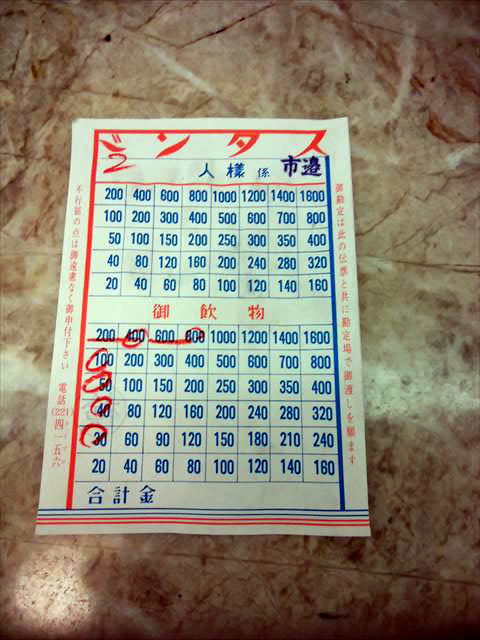 スタンド
2
人様 係 市邉
200 400 600 800 1000 1200 1400 1600
100 200 300 400 500 600 700 800
50 100 150 200 250 300 350 400
40 80 120 160 200 240 280 320
20 40 60 80 100 120 140 160
御飲物
200 400 600 800 1000 1200 1400 1600
100 200 300 400 500 600 700 800
50 100 150 200 250 300 350 400
40 80 120 160 200 240 280 320
30 60 90 120 150 180 210 240
20 40 60 80 100 120 140 160
合計金
御勘定は此の伝票と共に勘定場で御渡しを願ます
不行届の点は御遠慮なく御申付下さい 電話(221)四一五六